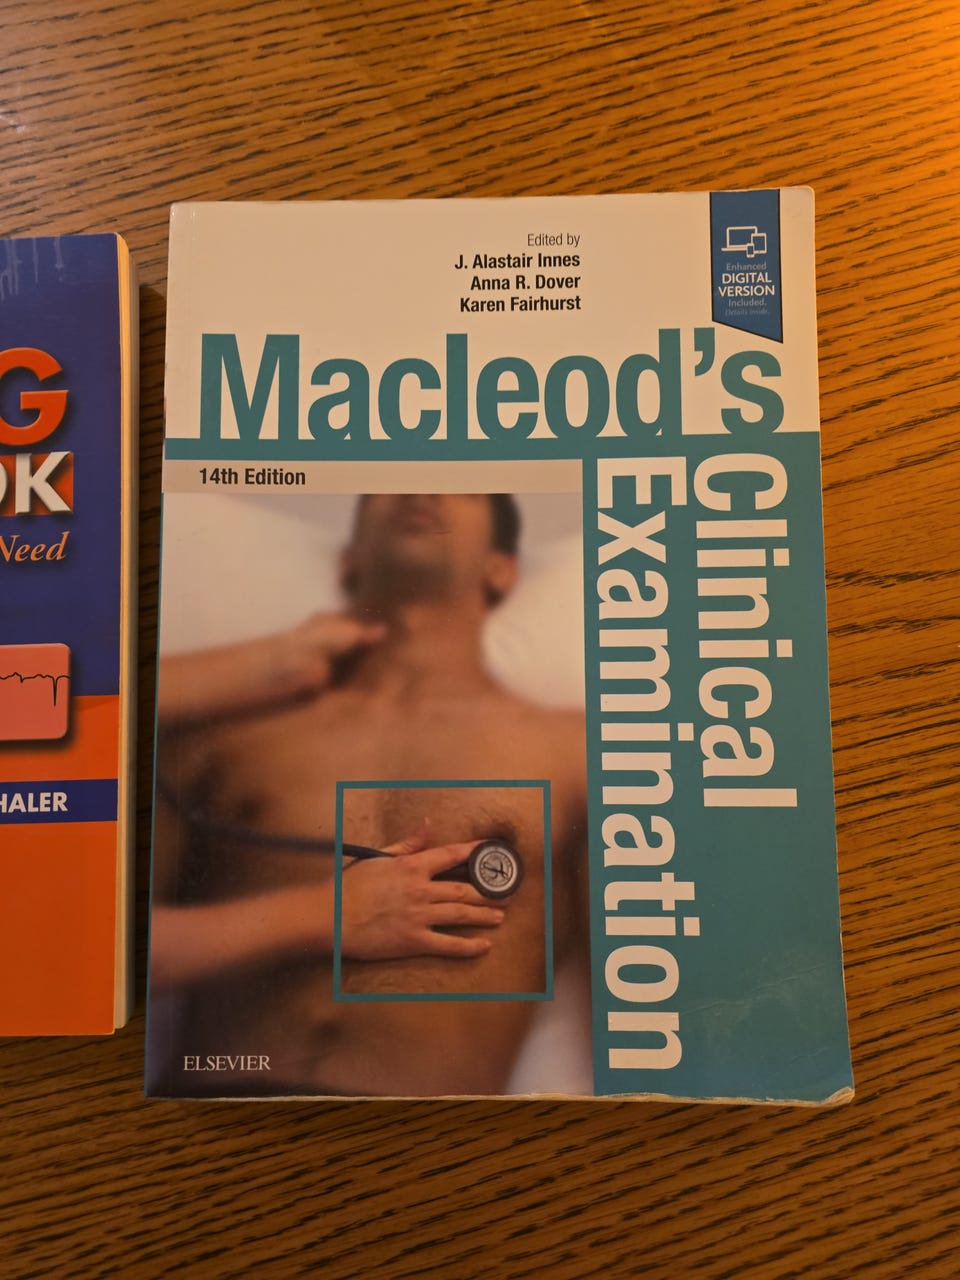 G
OK
Need
HALER
Edited by
J. Alastair Innes
Anna R. Dover
Karen Fairhurst
Enhanced
DIGITAL
VERSION
Included.
Details inside.
Macleod's
Clinical
Examination
14th Edition
ELSEVIER